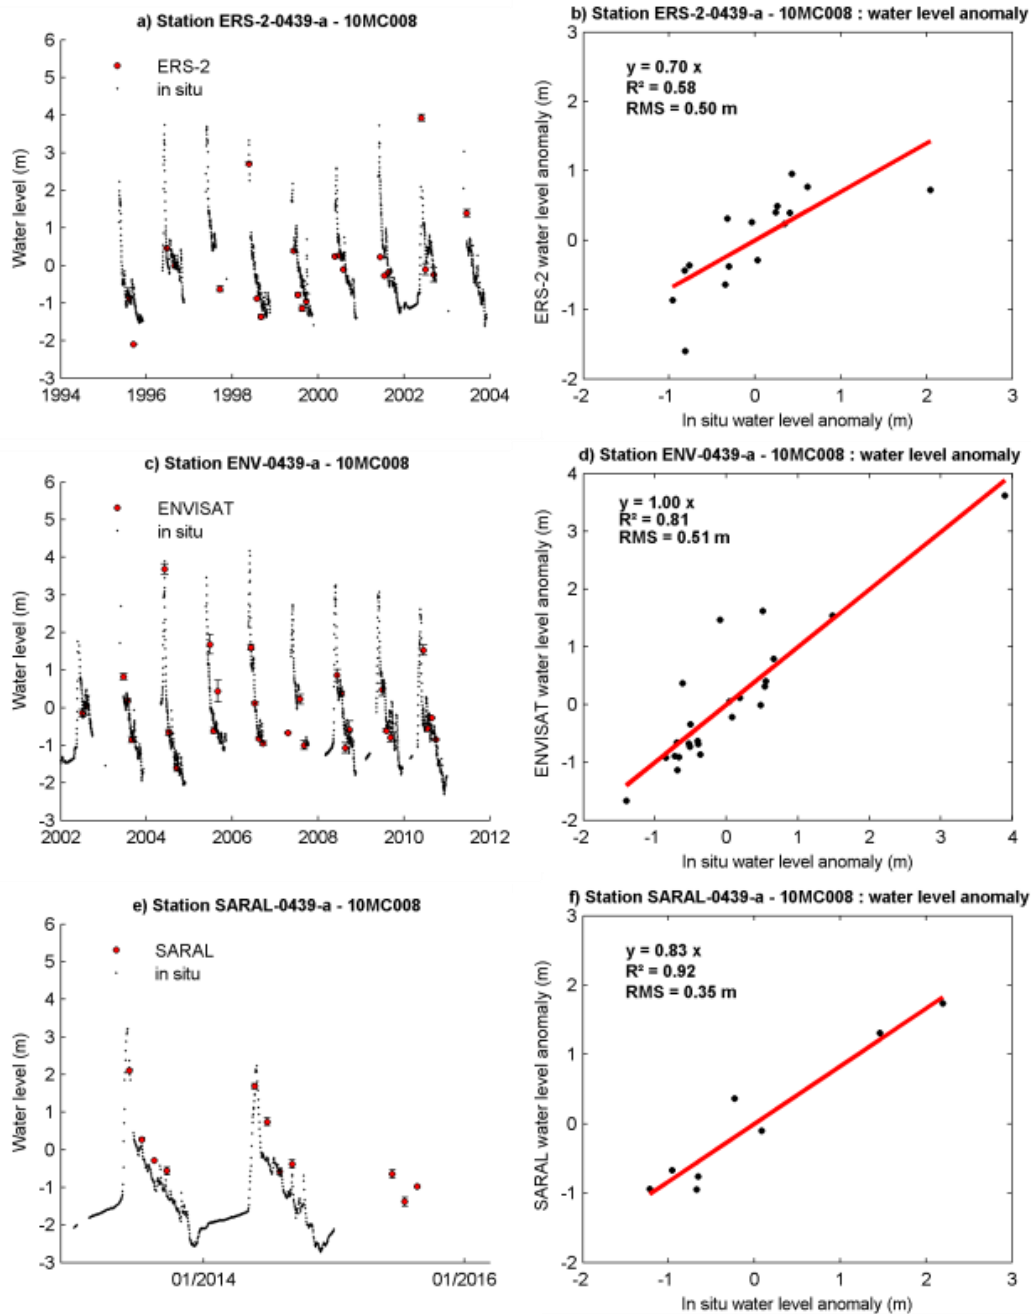 a) Station ERS-2-0439-a - 10MC008
ERS-2
in situ
Water level (m)
6
5
4
3
2
1
0
-1
-2
-3
1994
1996
1998
2000
2002
2004
b) Station ERS-2-0439-a - 10MC008 : water level anomaly
y = 0.70 x
R² = 0.58
RMS = 0.50 m
ERS-2 water level anomaly (m)
3
2
1
0
-1
-2
-2
-1
0
1
2
3
In situ water level anomaly (m)
c) Station ENV-0439-a - 10MC008
ENVISAT
in situ
Water level (m)
6
5
4
3
2
1
0
-1
-2
-3
2002
2004
2006
2008
2010
2012
d) Station ENV-0439-a - 10MC008 : water level anomaly
y = 1.00 x
R² = 0.81
RMS = 0.51 m
ENVISAT water level anomaly (m)
4
3
2
1
0
-1
-2
-2
-1
0
1
2
3
4
In situ water level anomaly (m)
e) Station SARAL-0439-a - 10MC008
SARAL
in situ
Water level (m)
6
5
4
3
2
1
0
-1
-2
-3
01/2014
01/2016
f) Station SARAL-0439-a - 10MC008 : water level anomaly
y = 0.83 x
R² = 0.92
RMS = 0.35 m
SARAL water level anomaly (m)
3
2
1
0
-1
-2
-2
-1
0
1
2
3
In situ water level anomaly (m)